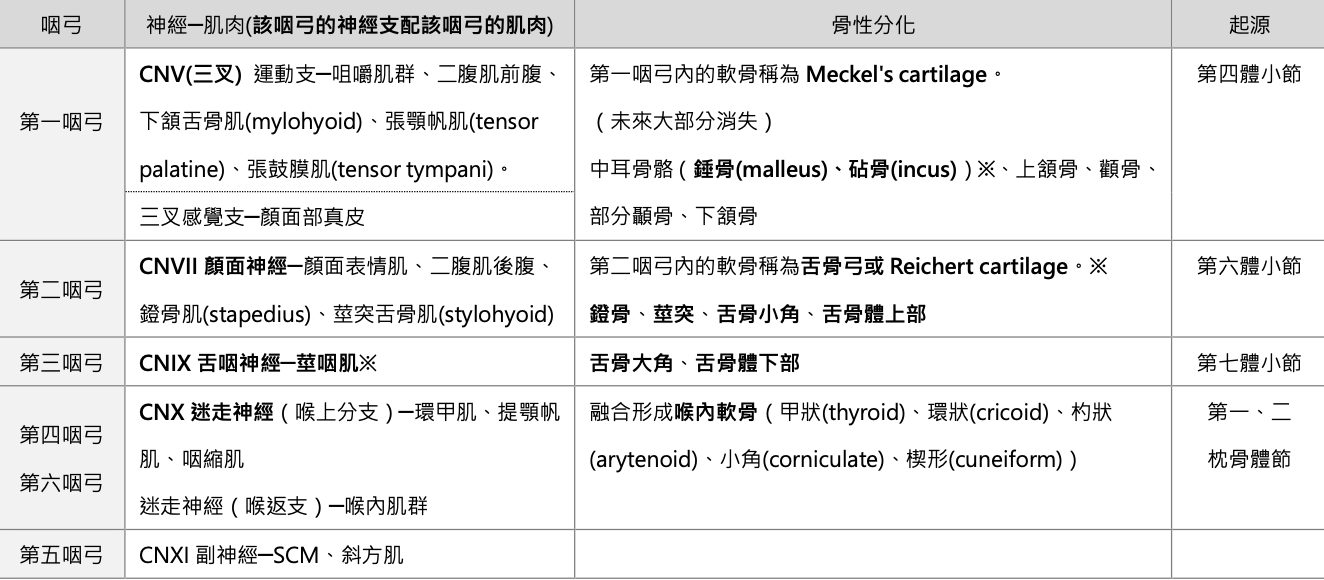 咽弓 神經─肌肉(該咽弓的神經支配該咽弓的肌肉) 骨性分化 起源
第一咽弓
CNV(三叉) 運動支─咀嚼肌群、二腹肌前腹、
下頷舌骨肌(mylohyoid)、張顎帆肌(tensor
palatine)、張鼓膜肌(tensor tympani)。
三叉感覺支─顏面部真皮
第一咽弓內的軟骨稱為 Meckel's cartilage。
（未來大部分消失）
中耳骨骼（錘骨(malleus)、砧骨(incus)）※、上頷骨、顴骨、
部分顳骨、下頷骨
第四體小節
第二咽弓
CNVII 顏面神經─顏面表情肌、二腹肌後腹、
鐙骨肌(stapedius)、莖突舌骨肌(stylohyoid)
第二咽弓內的軟骨稱為舌骨弓或 Reichert cartilage。※
鐙骨、莖突、舌骨小角、舌骨體上部
第六體小節
第三咽弓
CNIX 舌咽神經─莖咽肌※
舌骨大角、舌骨體下部
第七體小節
第四咽弓
第六咽弓
CNX 迷走神經（喉上分支）─環甲肌、提顎帆
肌、咽縮肌
迷走神經（喉返支）─喉內肌群
融合形成喉內軟骨（甲狀(thyroid)、環狀(cricoid)、杓狀
(arytenoid)、小角(corniculate)、楔形(cuneiform)）
第一、二
枕骨體節
第五咽弓
CNXI 副神經─SCM、斜方肌